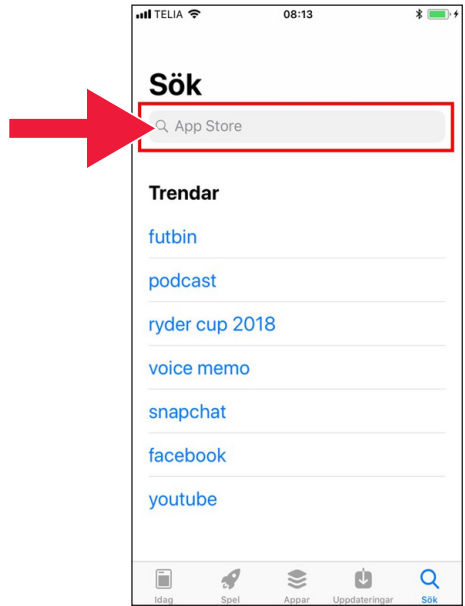 TELIA 08:13
Sök
App Store
Trendar
futbin
podcast
ryder cup 2018
voice memo
snapchat
facebook
youtube
Idag Spel Appar Uppdateringar Sök